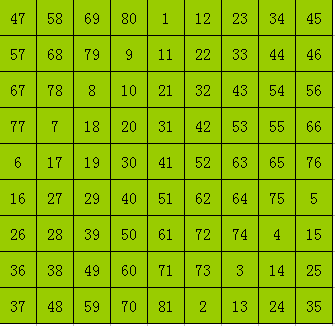 47 58 69 80 1 12 23 34 45
57 68 79 9 11 22 33 44 46
67 78 8 10 21 32 43 54 56
77 7 18 20 31 42 53 55 66
6 17 19 30 41 52 63 65 76
16 27 29 40 51 62 64 75 5
26 28 39 50 61 72 74 4 15
36 38 49 60 71 73 3 14 25
37 48 59 70 81 2 13 24 35